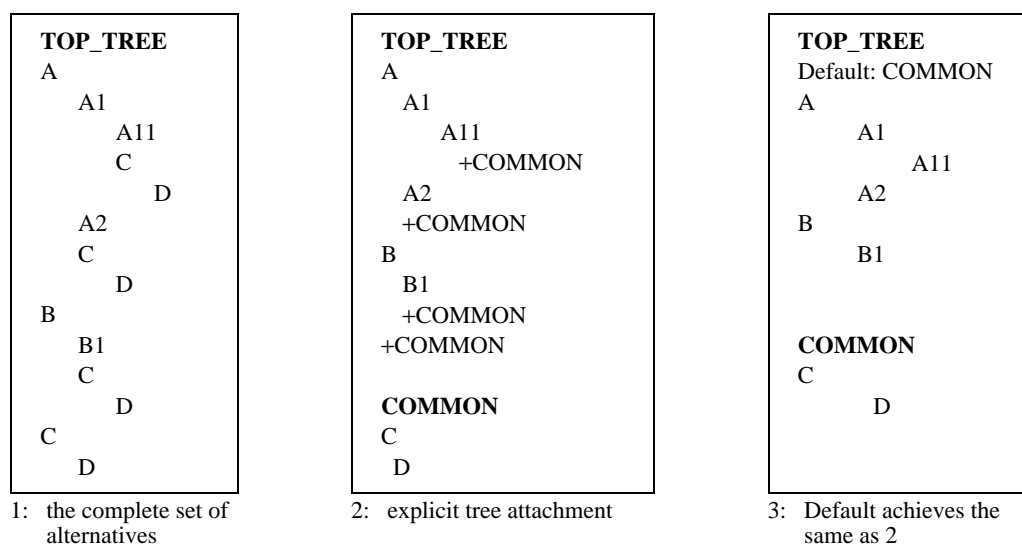 TOP_TREE
A
A1
A11
C
D
A2
C
D
B
B1
C
D
C
D
1: the complete set of
alternatives
TOP_TREE
A
A1
A11
+COMMON
A2
+COMMON
B
B1
+COMMON
+COMMON
COMMON
C
D
2: explicit tree attachment
TOP_TREE
Default: COMMON
A
A1
A11
A2
B
B1
COMMON
C
D
3: Default achieves the
same as 2